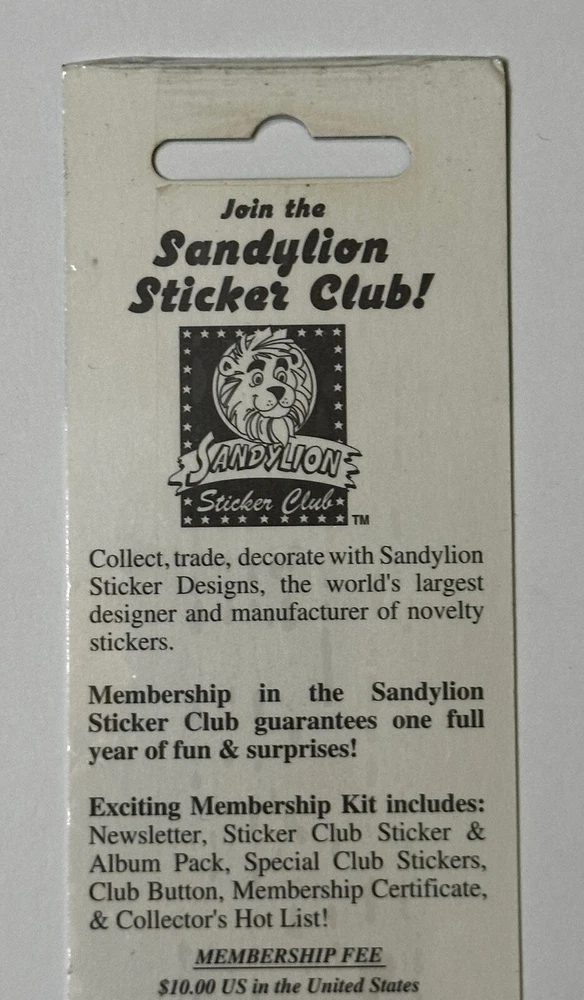 Join the
Sandylion
Sticker Club!
SANDYLION
Sticker Club
TM
Collect, trade, decorate with Sandylion
Sticker Designs, the world's largest
designer and manufacturer of novelty
stickers.
Membership in the Sandylion
Sticker Club guarantees one full
year of fun & surprises!
Exciting Membership Kit includes:
Newsletter, Sticker Club Sticker &
Album Pack, Special Club Stickers,
Club Button, Membership Certificate,
& Collector's Hot List!
MEMBERSHIP FEE
$10.00 US in the United States